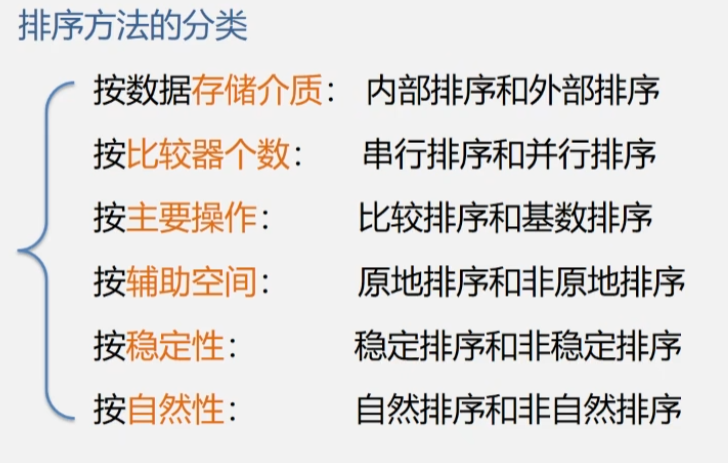 排序方法的分类
按数据存储介质： 内部排序和外部排序
按比较器个数： 串行排序和并行排序
按主要操作： 比较排序和基数排序
按辅助空间： 原地排序和非原地排序
按稳定性： 稳定排序和非稳定排序
按自然性： 自然排序和非自然排序